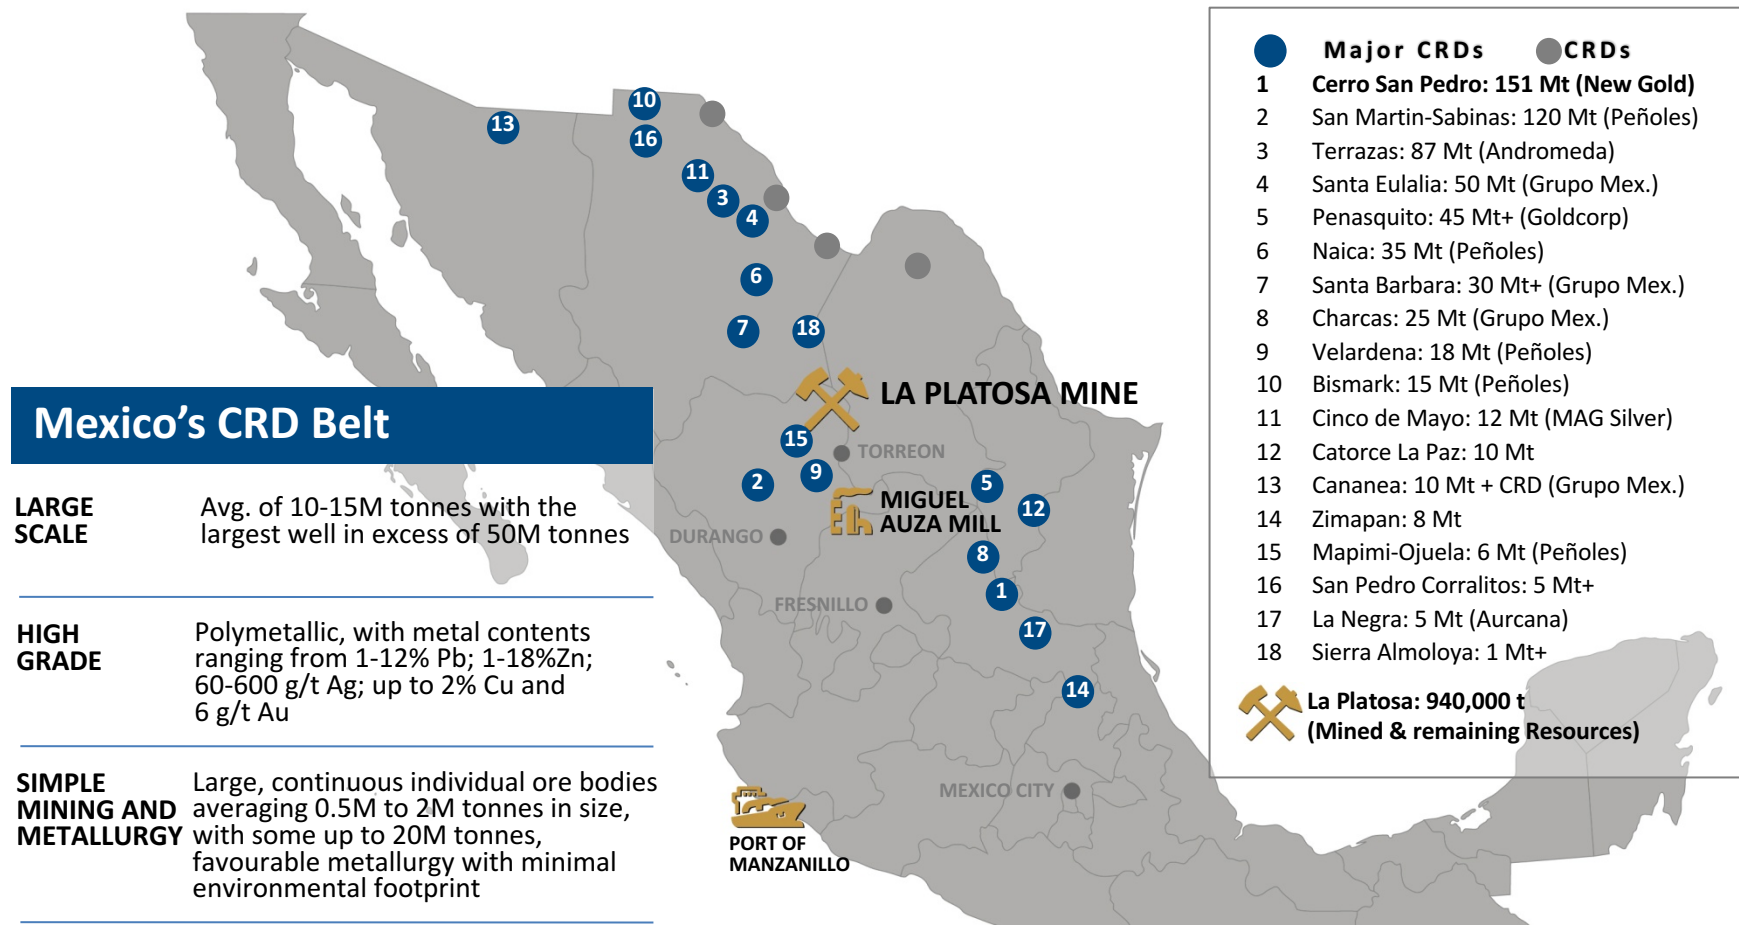 Mexico's CRD Belt
LARGE
SCALE
Avg. of 10-15M tonnes with the
largest well in excess of 50M tonnes
HIGH
GRADE
Polymetallic, with metal contents
ranging from 1-12% Pb; 1-18%Zn;
60-600 g/t Ag; up to 2% Cu and
6 g/t Au
SIMPLE
MINING AND
METALLURGY
Large, continuous individual ore bodies
averaging 0.5M to 2M tonnes in size,
with some up to 20M tonnes,
favourable metallurgy with minimal
environmental footprint
10
13
16
11
3
4
6
7
18
LA PLATOSA MINE
15
TORREON
2
9
5
MIGUEL
AUZA MILL
12
DURANGO
8
1
FRESNILLO
17
14
MEXICO CITY
PORT OF
MANZANILLO
Major CRDs
CRDs
1 Cerro San Pedro: 151 Mt (New Gold)
2 San Martin-Sabinas: 120 Mt (Peñoles)
3 Terrazas: 87 Mt (Andromeda)
4 Santa Eulalia: 50 Mt (Grupo Mex.)
5 Penasquito: 45 Mt+ (Goldcorp)
6 Naica: 35 Mt (Peñoles)
7 Santa Barbara: 30 Mt+ (Grupo Mex.)
8 Charcas: 25 Mt (Grupo Mex.)
9 Velardena: 18 Mt (Peñoles)
10 Bismark: 15 Mt (Peñoles)
11 Cinco de Mayo: 12 Mt (MAG Silver)
12 Catorce La Paz: 10 Mt
13 Cananea: 10 Mt + CRD (Grupo Mex.)
14 Zimapan: 8 Mt
15 Mapimi-Ojuela: 6 Mt (Peñoles)
16 San Pedro Corralitos: 5 Mt+
17 La Negra: 5 Mt (Aurcana)
18 Sierra Almoloya: 1 Mt+
La Platosa: 940,000 t
(Mined & remaining Resources)